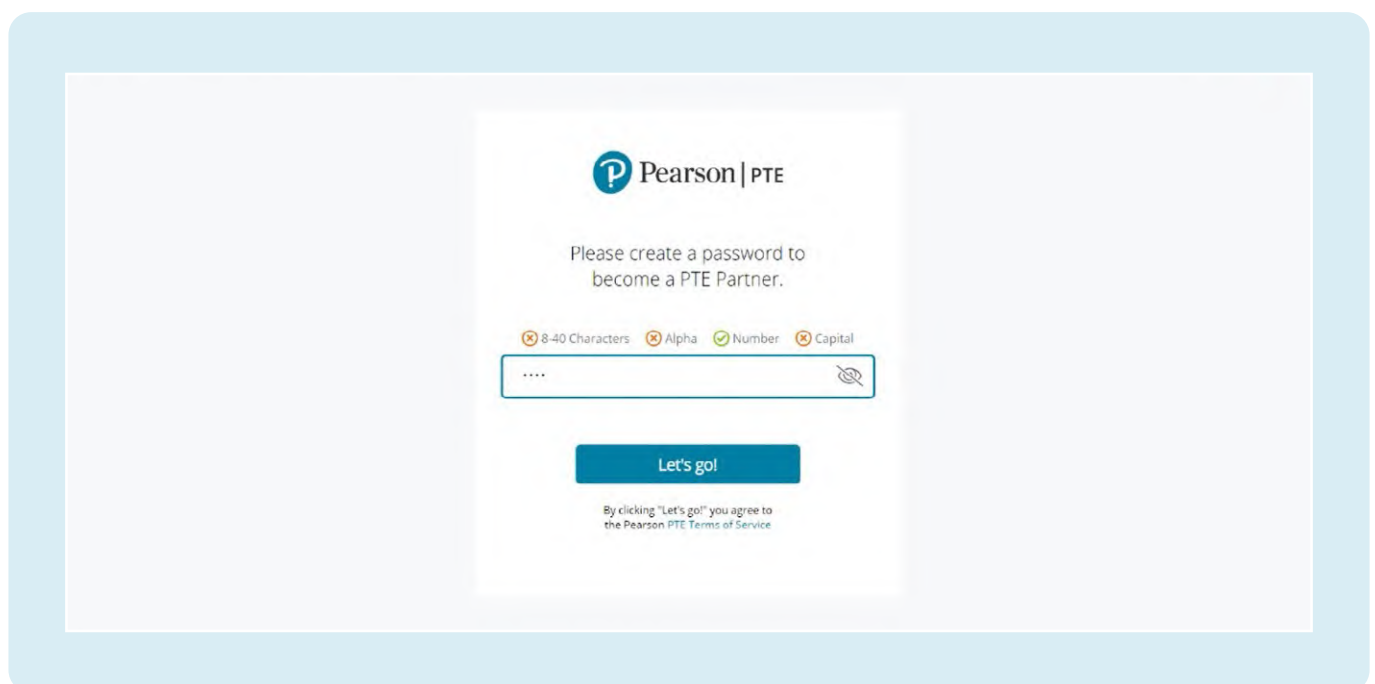 Pearson | PTE
Please create a password to
become a PTE Partner.
8-40 Characters Alpha Number Capital
....
Let's go!
By clicking "Let's go!" you agree to
the Pearson PTE Terms of Service